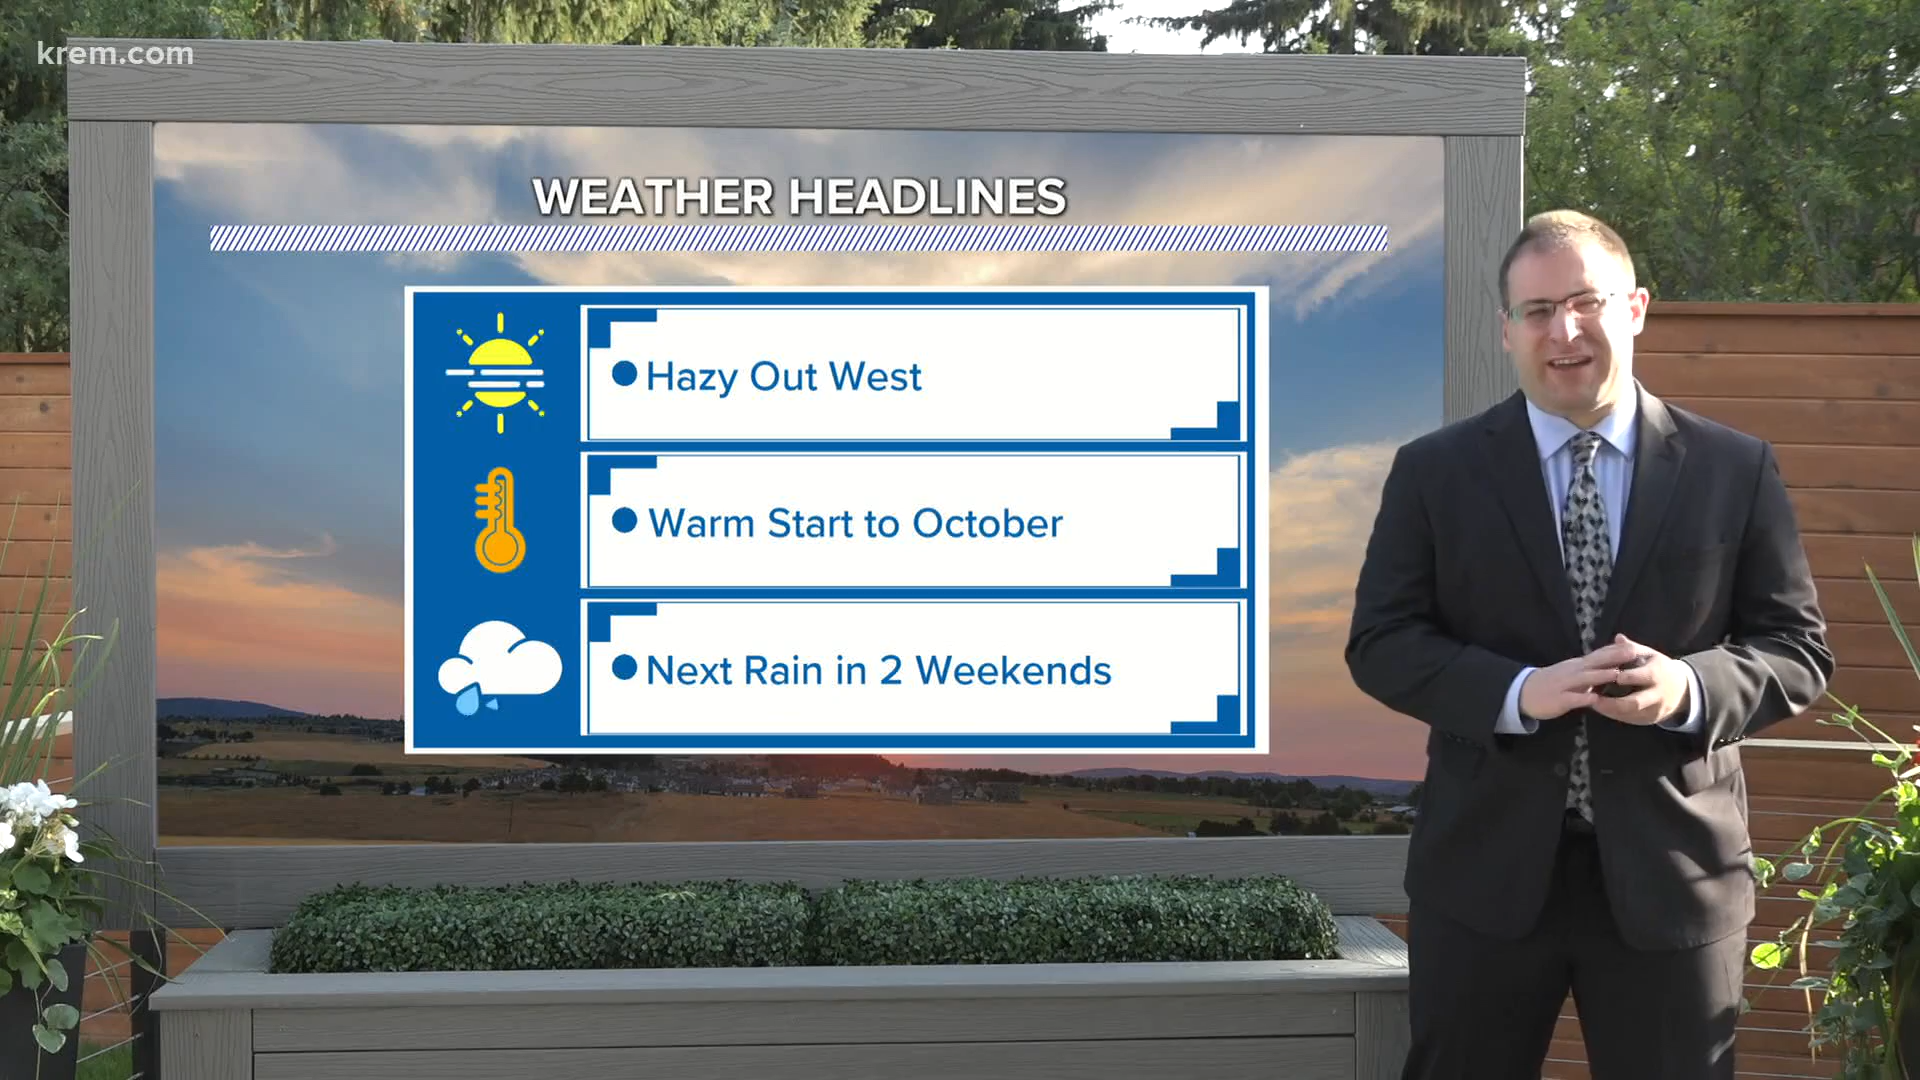 krem.com
WEATHER HEADLINES
Hazy Out West
Warm Start to October
Next Rain in 2 Weekends